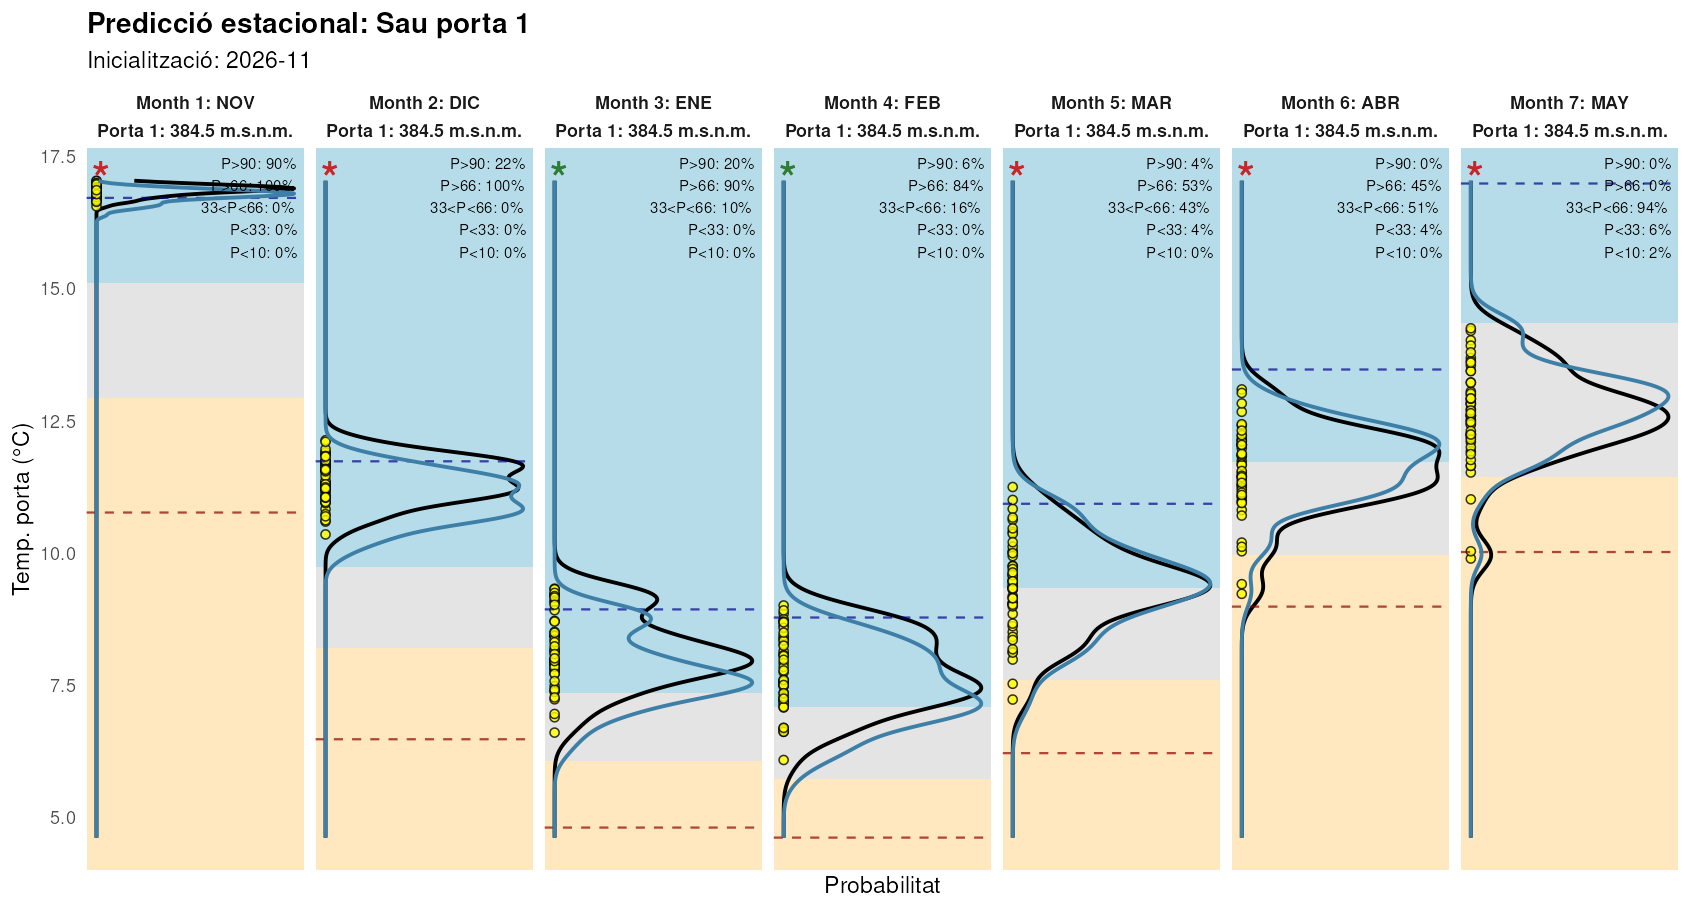 Predicció estacional: Sau porta 1
Inicialització: 2026-11
Month 1: NOV
Porta 1: 384.5 m.s.n.m.
Month 2: DIC
Porta 1: 384.5 m.s.n.m.
Month 3: ENE
Porta 1: 384.5 m.s.n.m.
Month 4: FEB
Porta 1: 384.5 m.s.n.m.
Month 5: MAR
Porta 1: 384.5 m.s.n.m.
Month 6: ABR
Porta 1: 384.5 m.s.n.m.
Month 7: MAY
Porta 1: 384.5 m.s.n.m.
Temp. porta (°C)
17.5
15.0
12.5
10.0
7.5
5.0
*
P>90: 90%
P>66: 100%
33<P<66: 0%
P<33: 0%
P<10: 0%
*
P>90: 22%
P>66: 100%
33<P<66: 0%
P<33: 0%
P<10: 0%
*
P>90: 20%
P>66: 90%
33<P<66: 10%
P<33: 0%
P<10: 0%
*
P>90: 6%
P>66: 84%
33<P<66: 16%
P<33: 0%
P<10: 0%
*
P>90: 4%
P>66: 53%
33<P<66: 43%
P<33: 4%
P<10: 0%
*
P>90: 0%
P>66: 45%
33<P<66: 51%
P<33: 4%
P<10: 0%
*
P>90: 0%
P>66: 0%
33<P<66: 94%
P<33: 6%
P<10: 2%
Probabilitat